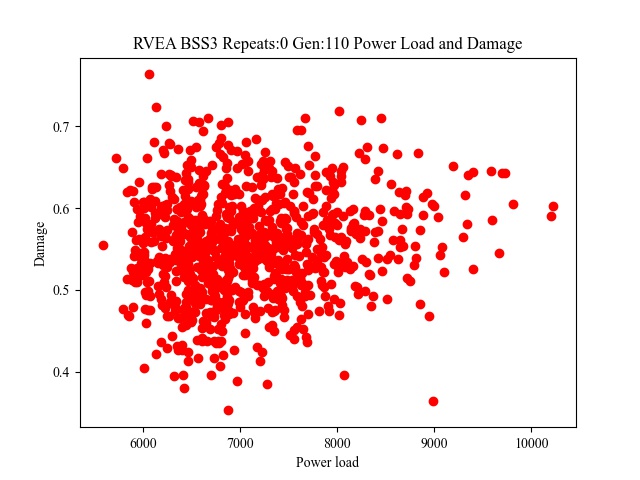 RVEA BSS3 Repeats:0 Gen:110 Power Load and Damage
0.7
0.6
0.5
0.4
Damage
6000 7000 8000 9000 10000
Power load